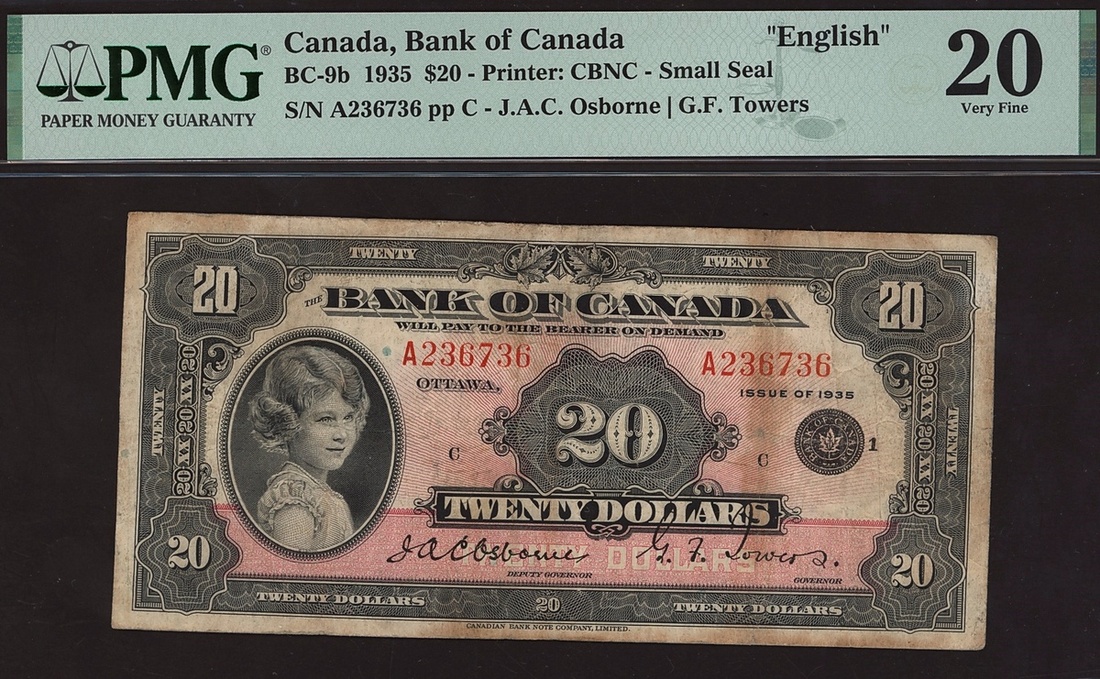 PMG®
PAPER MONEY GUARANTY
Canada, Bank of Canada "English"
BC-9b 1935 $20 - Printer: CBNC - Small Seal
S/N A236736 pp C - J.A.C. Osborne | G.F. Towers
20
Very Fine
TWENTY TWENTY
20 20
THE BANK OF CANADA
WILL PAY TO THE BEARER ON DEMAND
A236736 A236736
OTTAWA,
ISSUE OF 1935
20
C C 1
TWENTY DOLLARS
TWENTY DOLLARS
J A C Osborne G. F. Towers.
DEPUTY GOVERNOR GOVERNOR
20 20
TWENTY DOLLARS 20 TWENTY DOLLARS
CANADIAN BANK NOTE COMPANY, LIMITED.